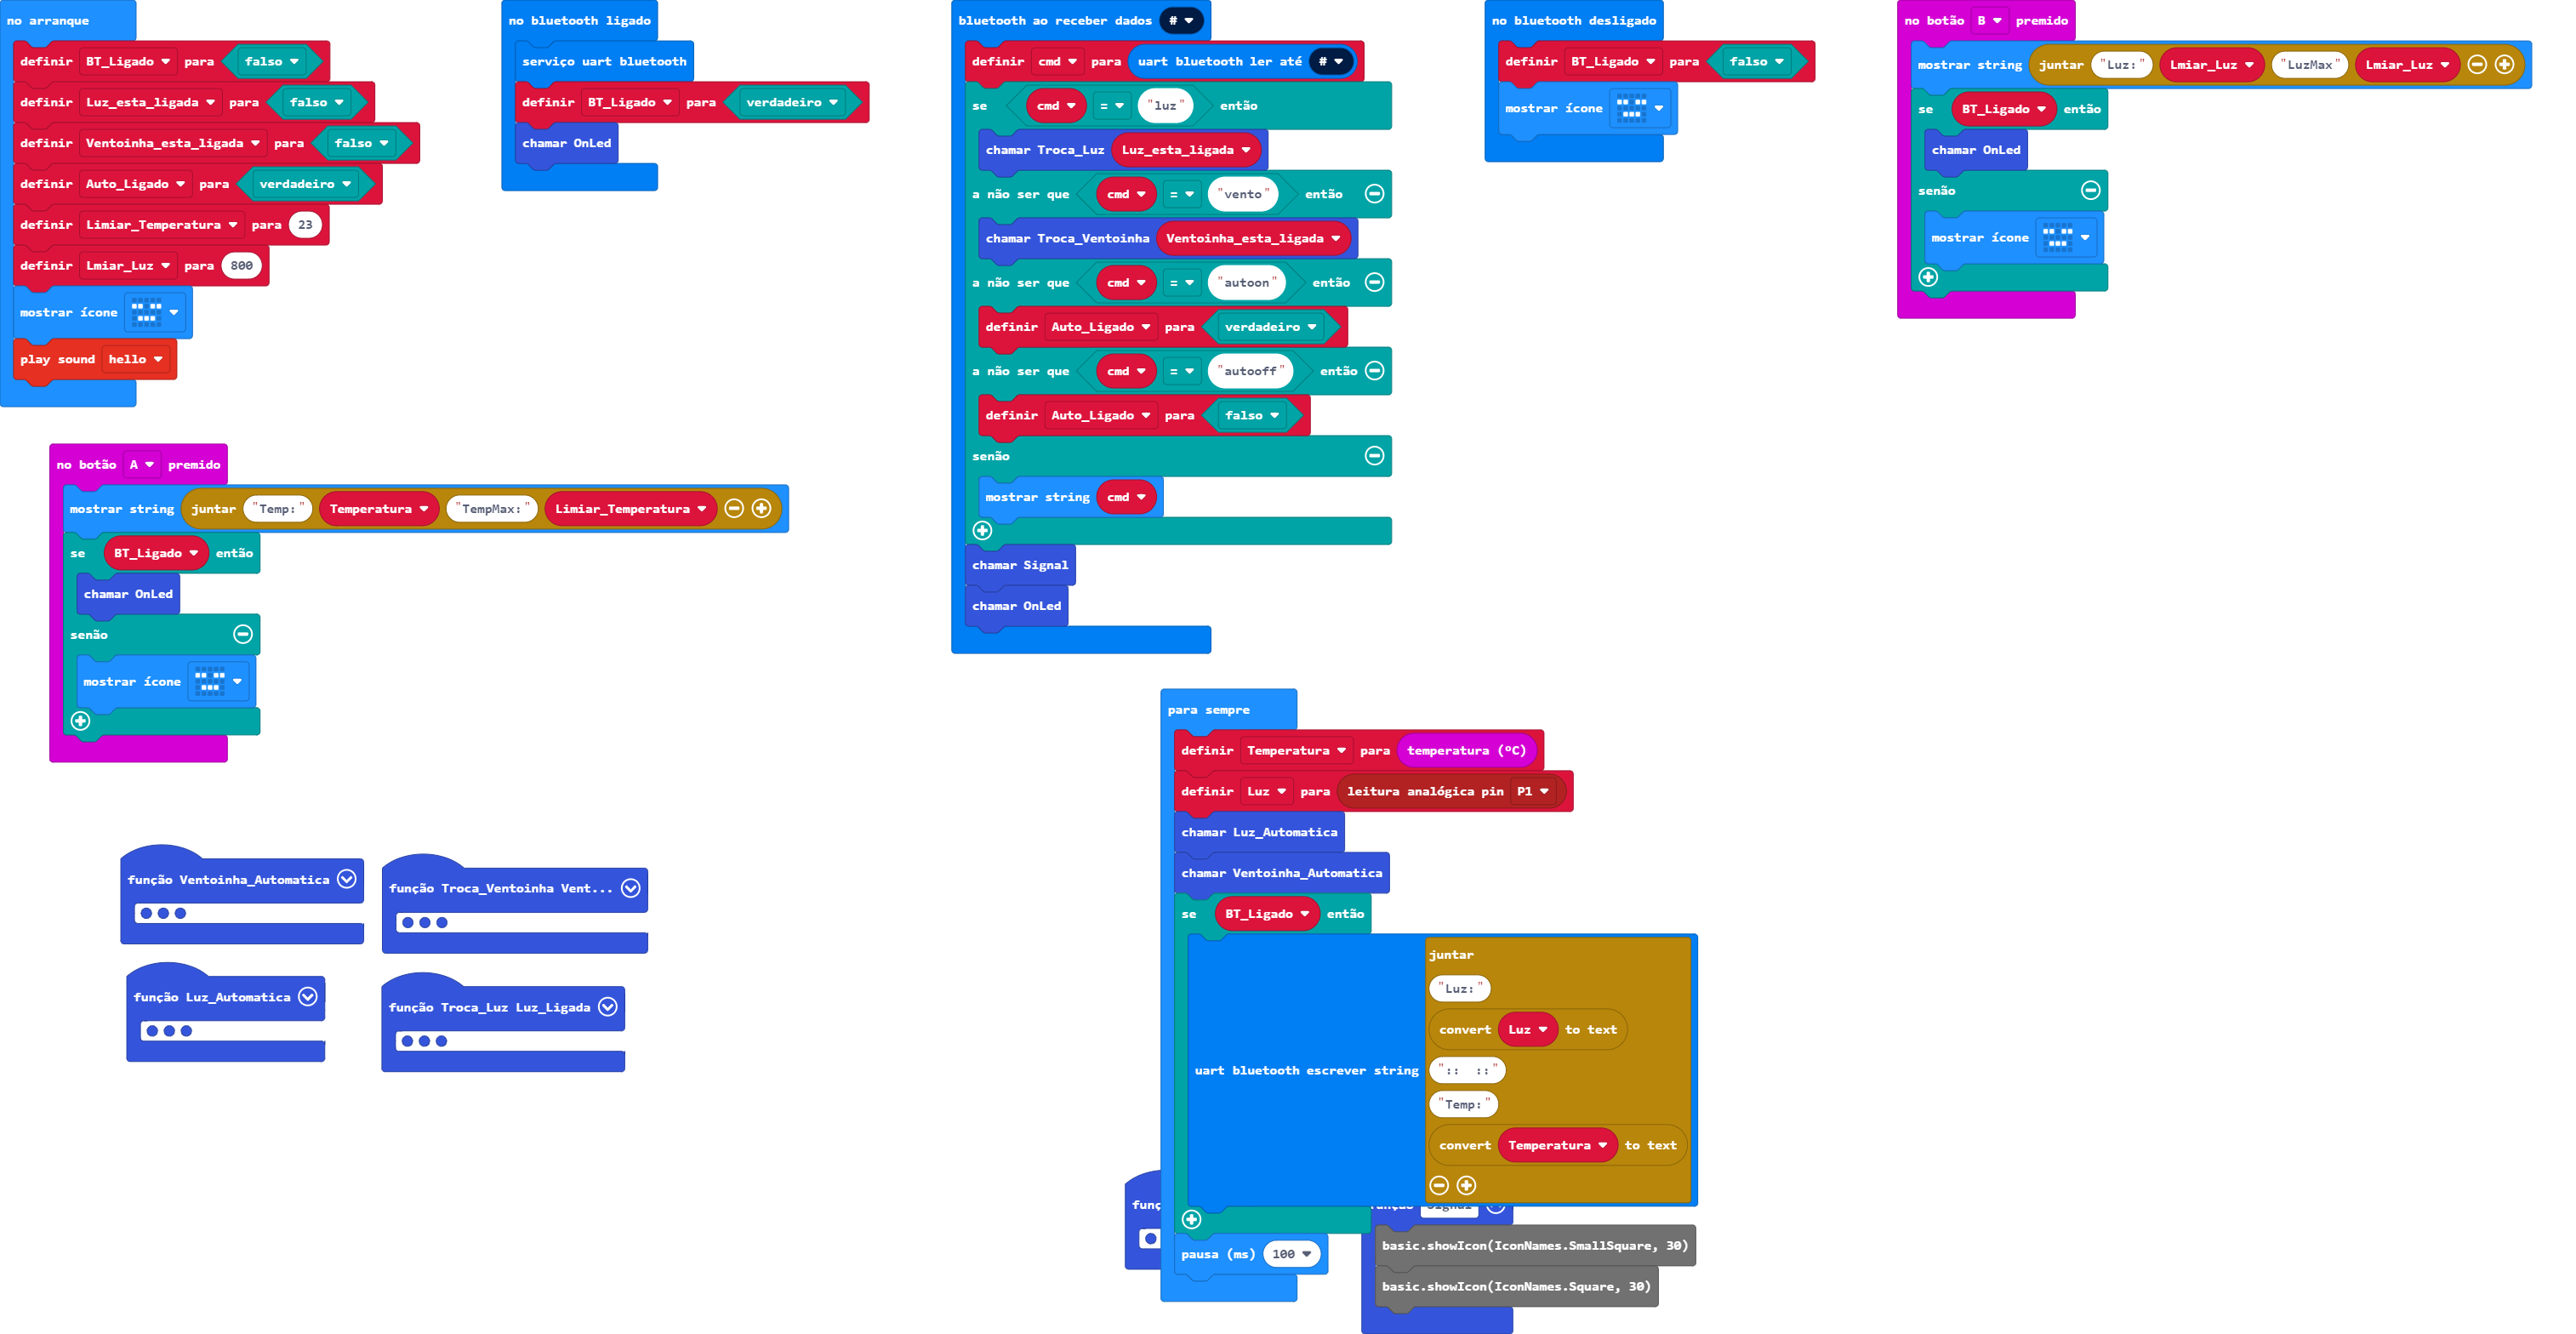 no arranque
definir BT_Ligado para falso
definir Luz_esta_ligada para falso
definir Ventoinha_esta_ligada para falso
definir Auto_Ligado para verdadeiro
definir Limiar_Temperatura para 23
definir Lmiar_Luz para 800
mostrar ícone
play sound hello
no bluetooth ligado
serviço uart bluetooth
definir BT_Ligado para verdadeiro
chamar OnLed
bluetooth ao receber dados #
definir cmd para uart bluetooth ler até #
se cmd = "luz" então
chamar Troca_Luz Luz_esta_ligada
a não ser que cmd = "vento" então
chamar Troca_Ventoinha Ventoinha_esta_ligada
a não ser que cmd = "autoon" então
definir Auto_Ligado para verdadeiro
a não ser que cmd = "autooff" então
definir Auto_Ligado para falso
senão
mostrar string cmd
chamar Signal
chamar OnLed
no bluetooth desligado
definir BT_Ligado para falso
mostrar ícone
no botão B premido
mostrar string juntar "Luz:" Lmiar_Luz "LuzMax" Lmiar_Luz
se BT_Ligado então
chamar OnLed
senão
mostrar ícone
no botão A premido
mostrar string juntar "Temp:" Temperatura "TempMax:" Limiar_Temperatura
se BT_Ligado então
chamar OnLed
senão
mostrar ícone
função Ventoinha_Automatica
função Troca_Ventoinha Vent...
função Luz_Automatica
função Troca_Luz Luz_Ligada
para sempre
definir Temperatura para temperatura (ºC)
definir Luz para leitura analógica pin P1
chamar Luz_Automatica
chamar Ventoinha_Automatica
se BT_Ligado então
uart bluetooth escrever string juntar
"Luz:"
convert Luz to text
":: ::"
"Temp:"
convert Temperatura to text
pausa (ms) 100
basic.showIcon(IconNames.SmallSquare, 30)
basic.showIcon(IconNames.Square, 30)